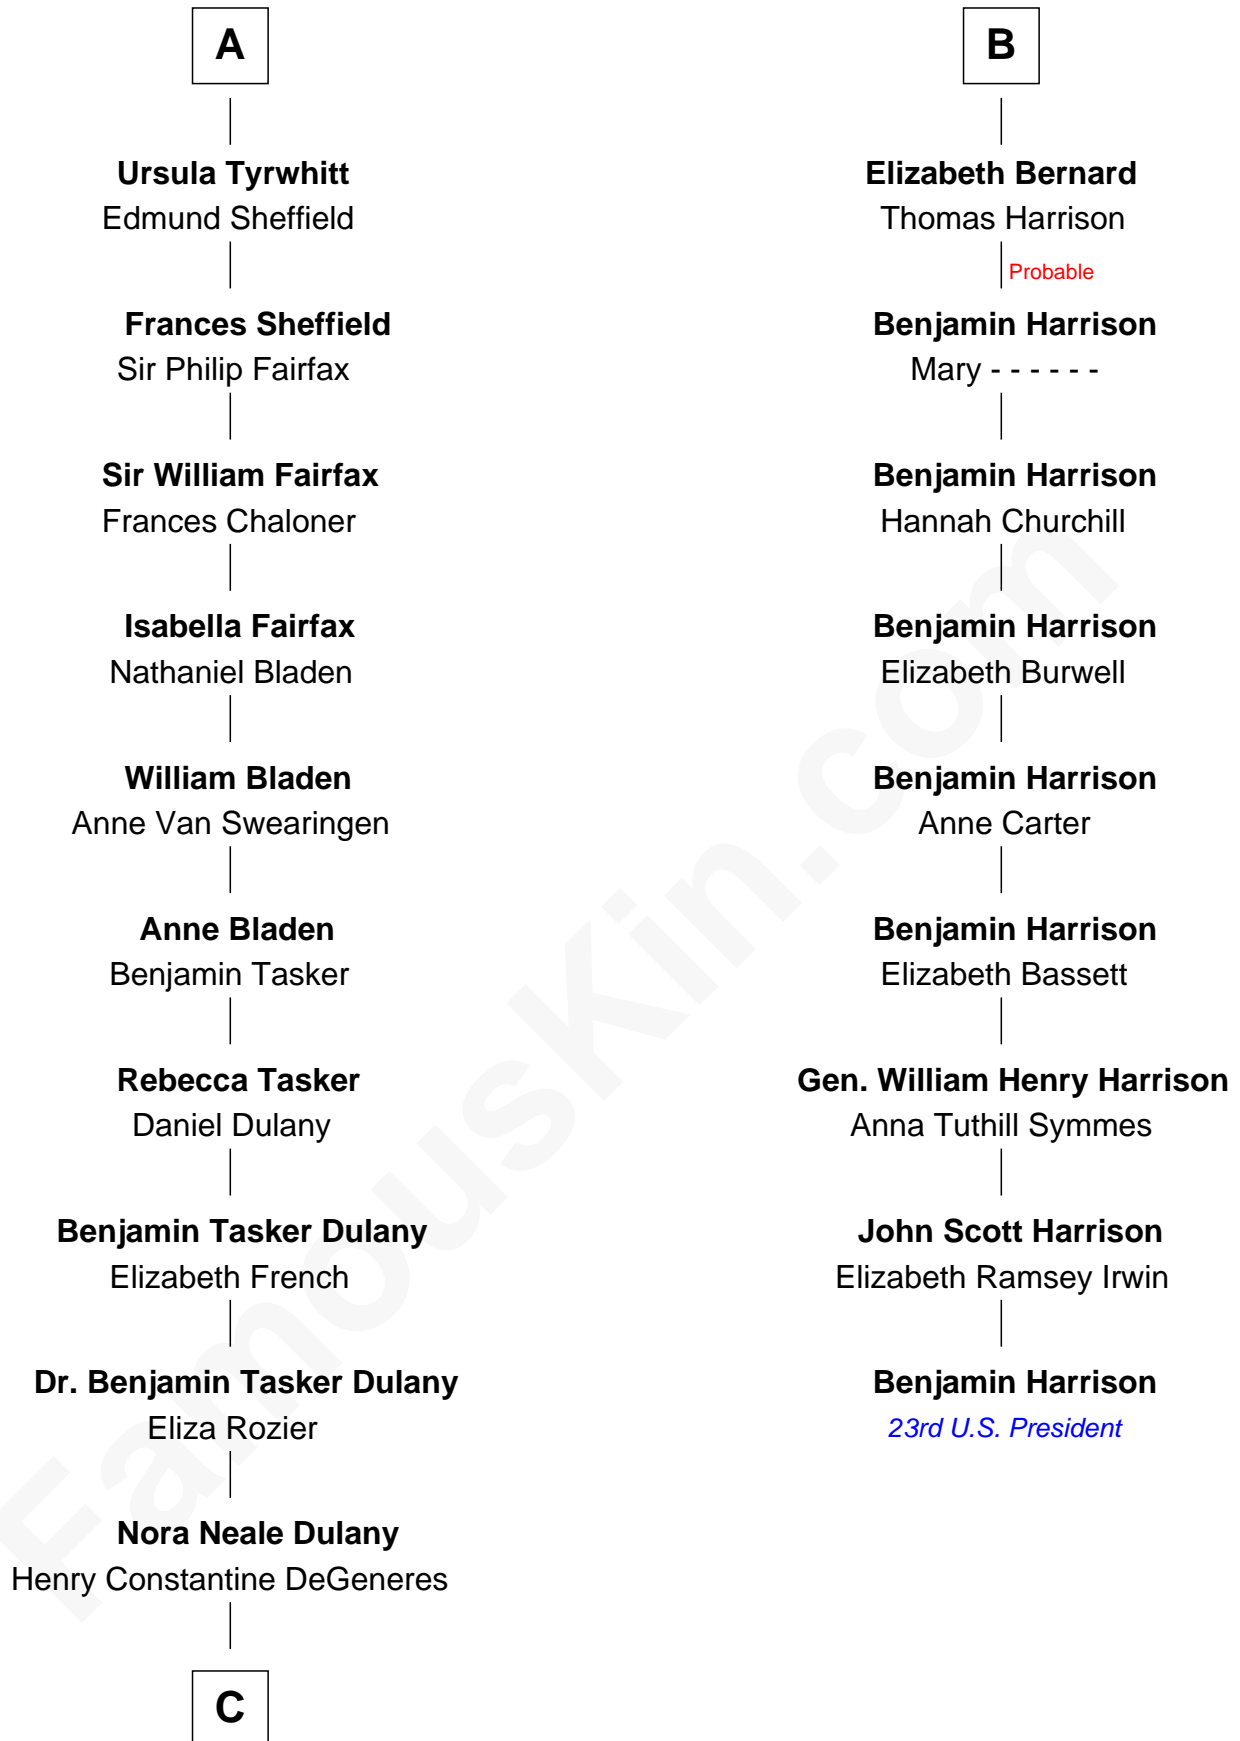 A
Ursula Tyrwhitt
Edmund Sheffield
Frances Sheffield
Sir Philip Fairfax
Sir William Fairfax
Frances Chaloner
Isabella Fairfax
Nathaniel Bladen
William Bladen
Anne Van Swearingen
Anne Bladen
Benjamin Tasker
Rebecca Tasker
Daniel Dulany
Benjamin Tasker Dulany
Elizabeth French
Dr. Benjamin Tasker Dulany
Eliza Rozier
Nora Neale Dulany
Henry Constantine DeGeneres
C
B
Elizabeth Bernard
Thomas Harrison
Probable
Benjamin Harrison
Mary - - - - - -
Benjamin Harrison
Hannah Churchill
Benjamin Harrison
Elizabeth Burwell
Benjamin Harrison
Anne Carter
Benjamin Harrison
Elizabeth Bassett
Gen. William Henry Harrison
Anna Tuthill Symmes
John Scott Harrison
Elizabeth Ramsey Irwin
Benjamin Harrison
23rd U.S. President
FamousKin.com